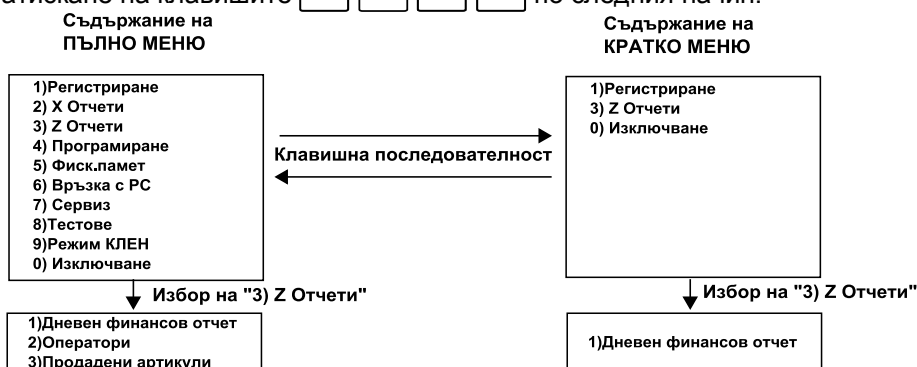 на клавишите
Съдържание на
ПЪЛНО МЕНЮ
1)Регистриране
2) X Отчети
3) Z Отчети
4) Програмиране
5) Фиск.памет
6) Връзка с PC
7) Сервиз
8)Тестове
9)Режим КЛЕН
0) Изключване
Клавишна последователност
Съдържание на
КРАТКО МЕНЮ
1)Регистриране
3) Z Отчети
0) Изключване
Избор на "3) Z Отчети"
Избор на "3) Z Отчети"
1)Дневен финансов отчет
2)Оператори
3)Продадени артикули
1)Дневен финансов отчет